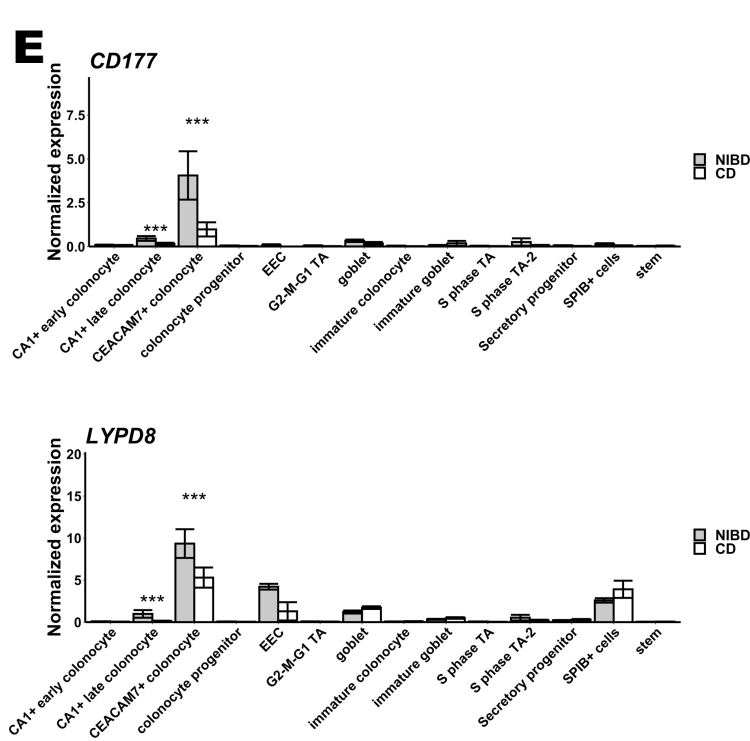 E
CD177
Normalized expression
7.5
5.0
2.5
0.0
***
***
NIBD
CD
CA1+ early colonocyte
CA1+ late colonocyte
CEACAM7+ colonocyte
colonocyte progenitor
EEC
G2-M-G1 TA
goblet
immature colonocyte
immature goblet
S phase TA
S phase TA-2
Secretory progenitor
SPIB+ cells
stem
LYPD8
Normalized expression
20
15
10
5
0
***
***
NIBD
CD
CA1+ early colonocyte
CA1+ late colonocyte
CEACAM7+ colonocyte
colonocyte progenitor
EEC
G2-M-G1 TA
goblet
immature colonocyte
immature goblet
S phase TA
S phase TA-2
Secretory progenitor
SPIB+ cells
stem